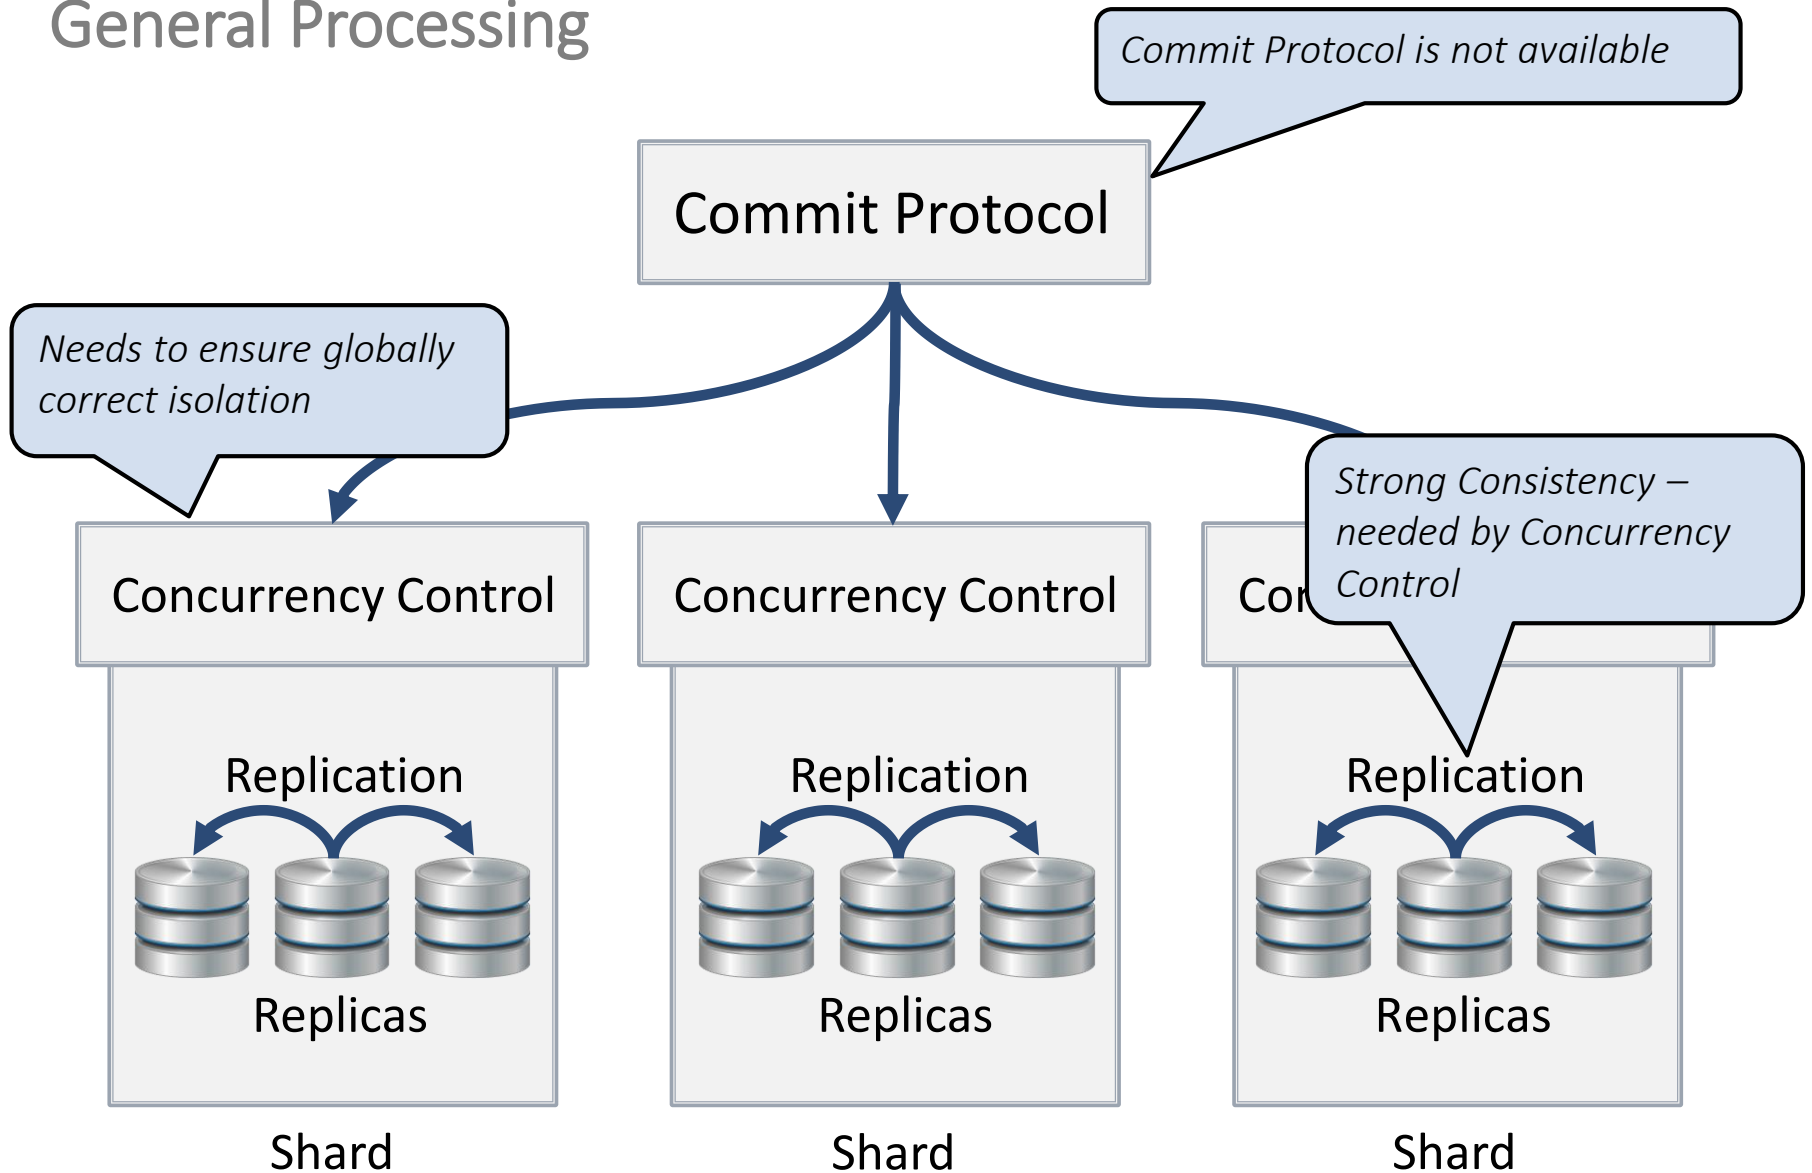 General Processing
Commit Protocol is not available
Commit Protocol
Needs to ensure globally
correct isolation
Strong Consistency –
needed by Concurrency
Control
Concurrency Control
Concurrency Control
Replication
Replication
Replication
Replicas
Replicas
Replicas
Shard
Shard
Shard